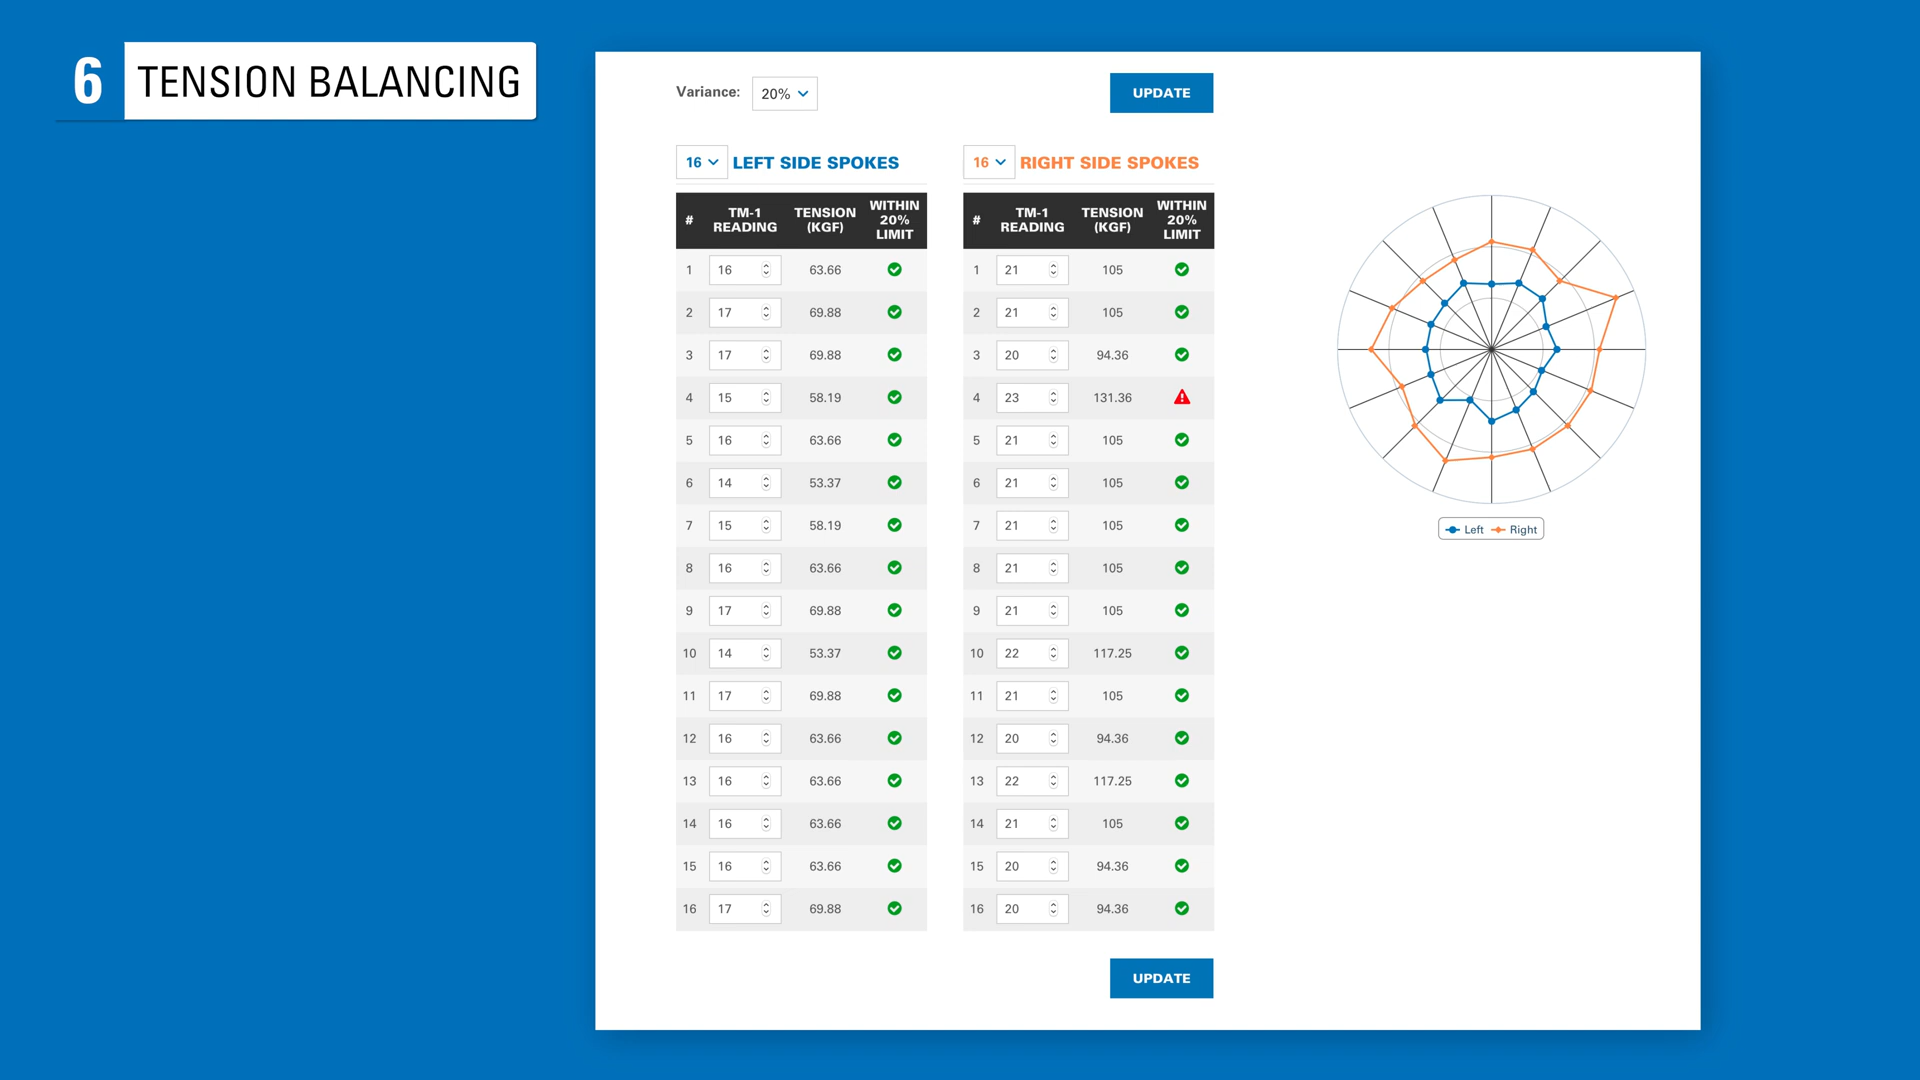 6 TENSION BALANCING
Variance: 20% UPDATE
16 LEFT SIDE SPOKES
# TM-1 READING TENSION (KGF) WITHIN 20% LIMIT
1 16 63.66
2 17 69.88
3 17 69.88
4 15 58.19
5 16 63.66
6 14 53.37
7 15 58.19
8 16 63.66
9 17 69.88
10 14 53.37
11 17 69.88
12 16 63.66
13 16 63.66
14 16 63.66
15 16 63.66
16 17 69.88
16 RIGHT SIDE SPOKES
# TM-1 READING TENSION (KGF) WITHIN 20% LIMIT
1 21 105
2 21 105
3 20 94.36
4 23 131.36
5 21 105
6 21 105
7 21 105
8 21 105
9 21 105
10 22 117.25
11 21 105
12 20 94.36
13 22 117.25
14 21 105
15 20 94.36
16 20 94.36
UPDATE
Left Right